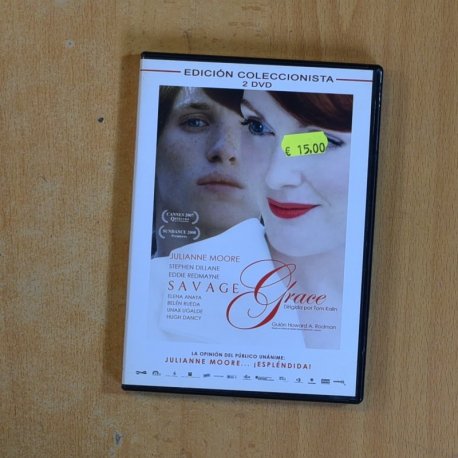 EDICIÓN COLECCIONISTA
2 DVD
€ 15,00
CANNES 2007
SUNDANCE 2008
JULIANNE MOORE
STEPHEN DILLANE
EDDIE REDMAYNE
SAVAGE Grace
Dirigida por Tom Kalin
ELENA ANAYA
BELÉN RUEDA
UNAX UGALDE
HUGH DANCY
Guión Howard A. Rodman
LA OPINIÓN DEL PÚBLICO UNÁNIME:
JULIANNE MOORE... ¡ESPLÉNDIDA!